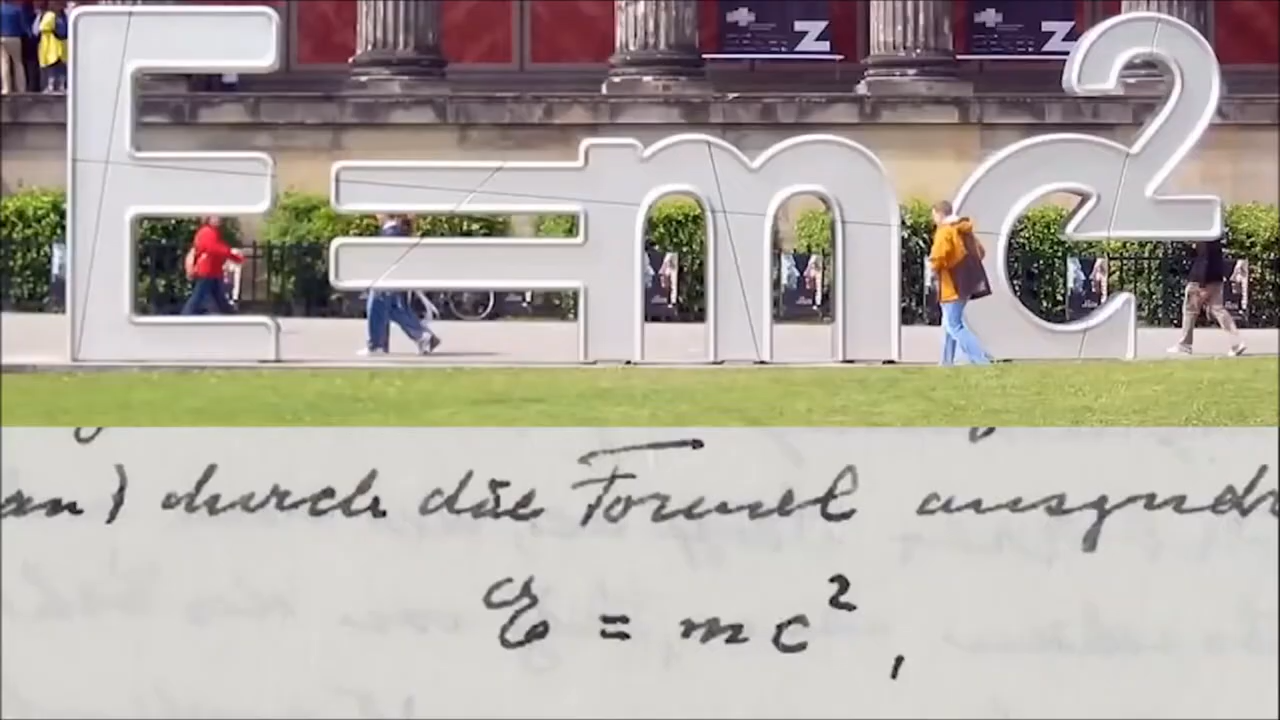 Z
Z
E=mc²
an) durch die Formel ausgedr
E = mc²,